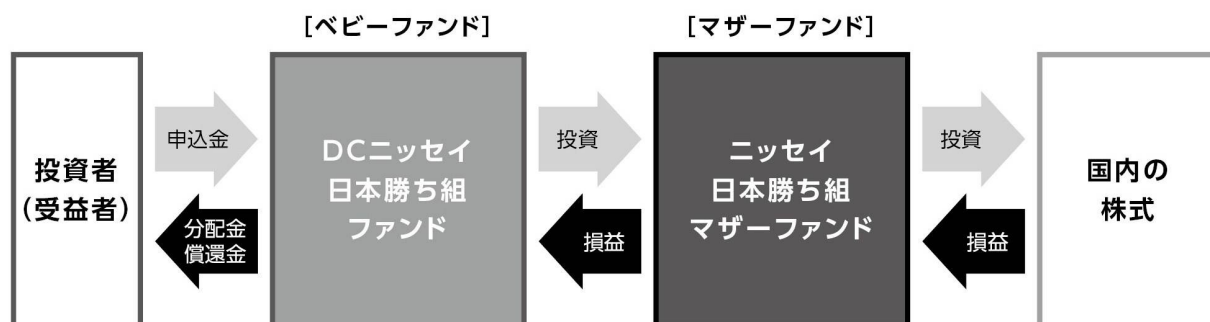 [ベビーファンド]
[マザーファンド]
投資者
(受益者)
申込金
分配金
償還金
DCニッセイ
日本勝ち組
ファンド
投資
損益
ニッセイ
日本勝ち組
マザーファンド
投資
損益
国内の
株式